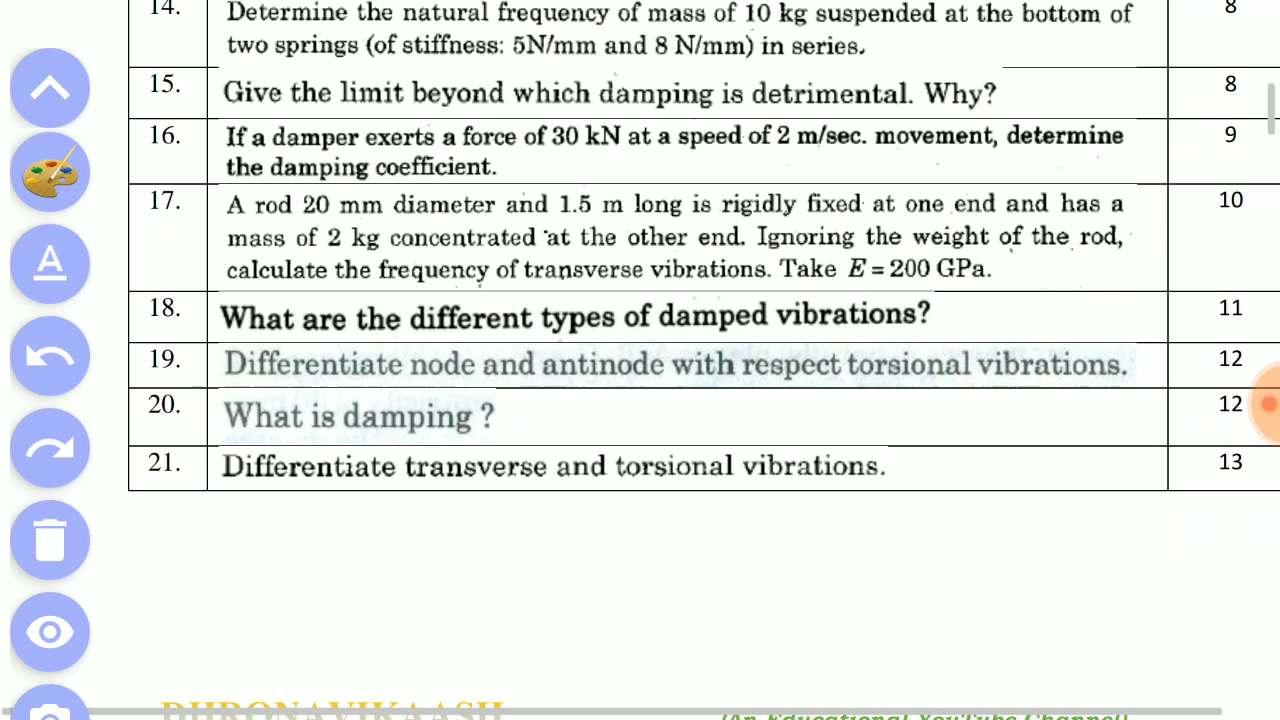 14. Determine the natural frequency of mass of 10 kg suspended at the bottom of 8
two springs (of stiffness: 5N/mm and 8 N/mm) in series.
15. Give the limit beyond which damping is detrimental. Why? 8
16. If a damper exerts a force of 30 kN at a speed of 2 m/sec. movement, determine 9
the damping coefficient.
17. A rod 20 mm diameter and 1.5 m long is rigidly fixed at one end and has a 10
mass of 2 kg concentrated at the other end. Ignoring the weight of the rod,
calculate the frequency of transverse vibrations. Take E = 200 GPa.
18. What are the different types of damped vibrations? 11
19. Differentiate node and antinode with respect torsional vibrations. 12
20. What is damping ? 12
21. Differentiate transverse and torsional vibrations. 13
A
DHRONAVIKAASH (An Educational YouTube Channel)